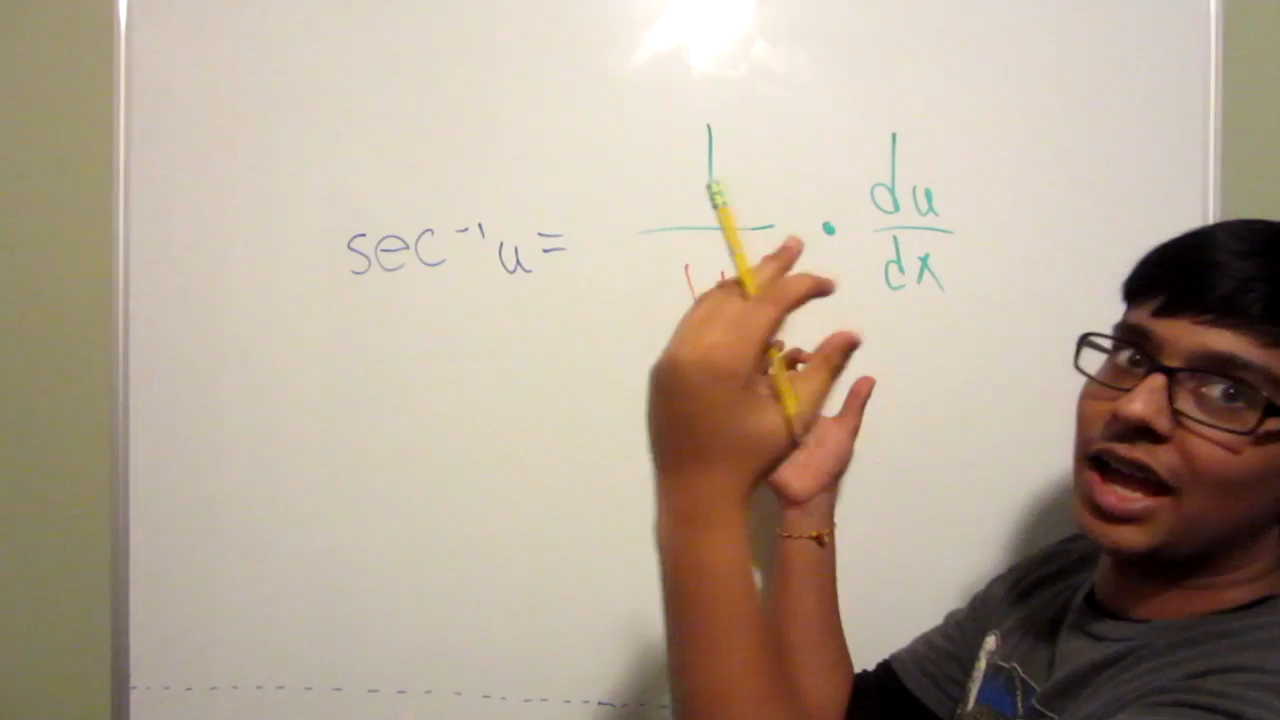 sec⁻¹u = 1 · du
dx